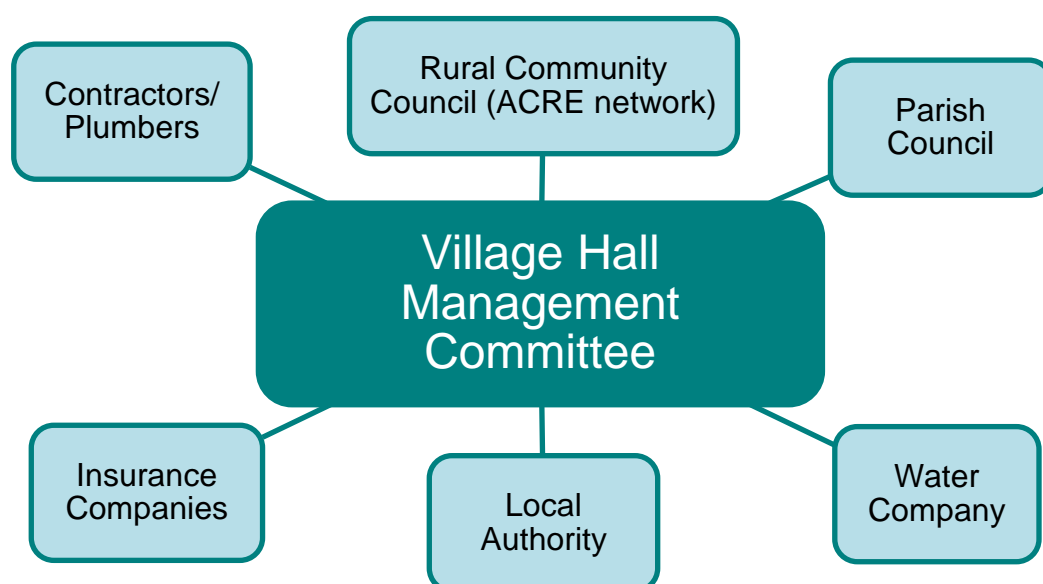 Contractors/
Plumbers
Rural Community
Council (ACRE network)
Parish
Council
Village Hall
Management
Committee
Insurance
Companies
Local
Authority
Water
Company